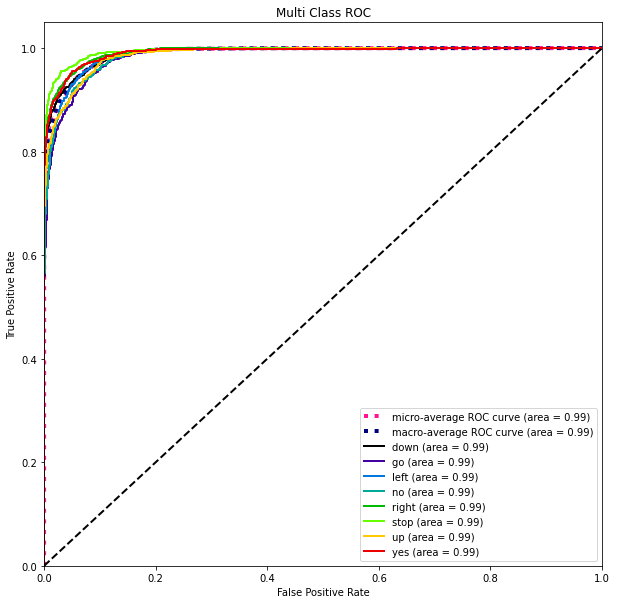 Multi Class ROC
True Positive Rate
1.0
0.8
0.6
0.4
0.2
0.0
micro-average ROC curve (area = 0.99)
macro-average ROC curve (area = 0.99)
down (area = 0.99)
go (area = 0.99)
left (area = 0.99)
no (area = 0.99)
right (area = 0.99)
stop (area = 0.99)
up (area = 0.99)
yes (area = 0.99)
0.0 0.2 0.4 0.6 0.8 1.0
False Positive Rate